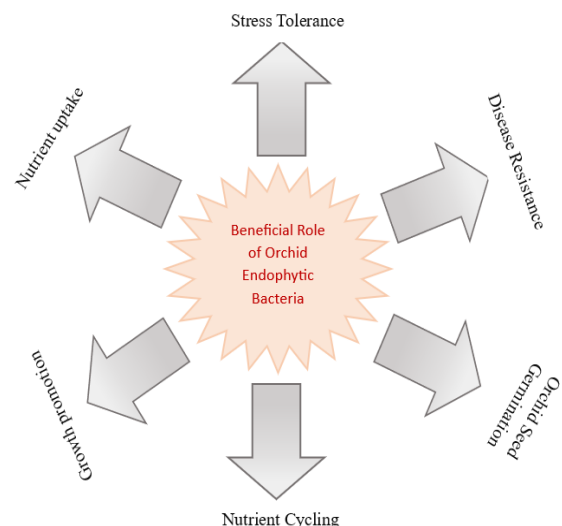 Stress Tolerance
Nutrient uptake
Disease Resistance
Beneficial Role
of Orchid
Endophytic
Bacteria
Growth promotion
Orchid Seed
Germination
Nutrient Cycling